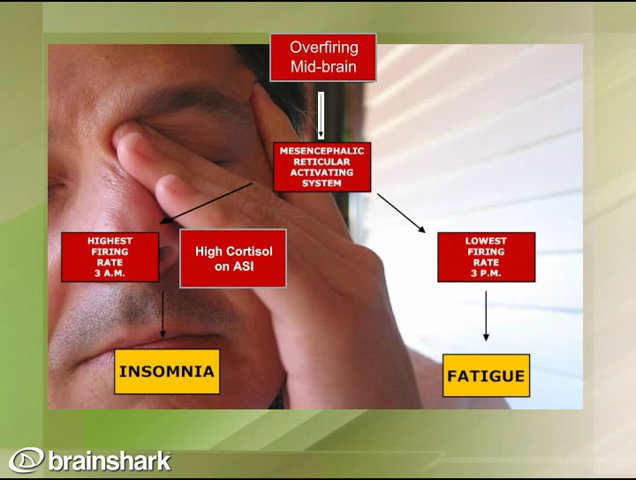 Overfiring
Mid-brain
MESENCEPHALIC
RETICULAR
ACTIVATING
SYSTEM
HIGHEST
FIRING
RATE
3 A.M.
High Cortisol
on ASI
LOWEST
FIRING
RATE
3 P.M.
INSOMNIA
FATIGUE
brainshark